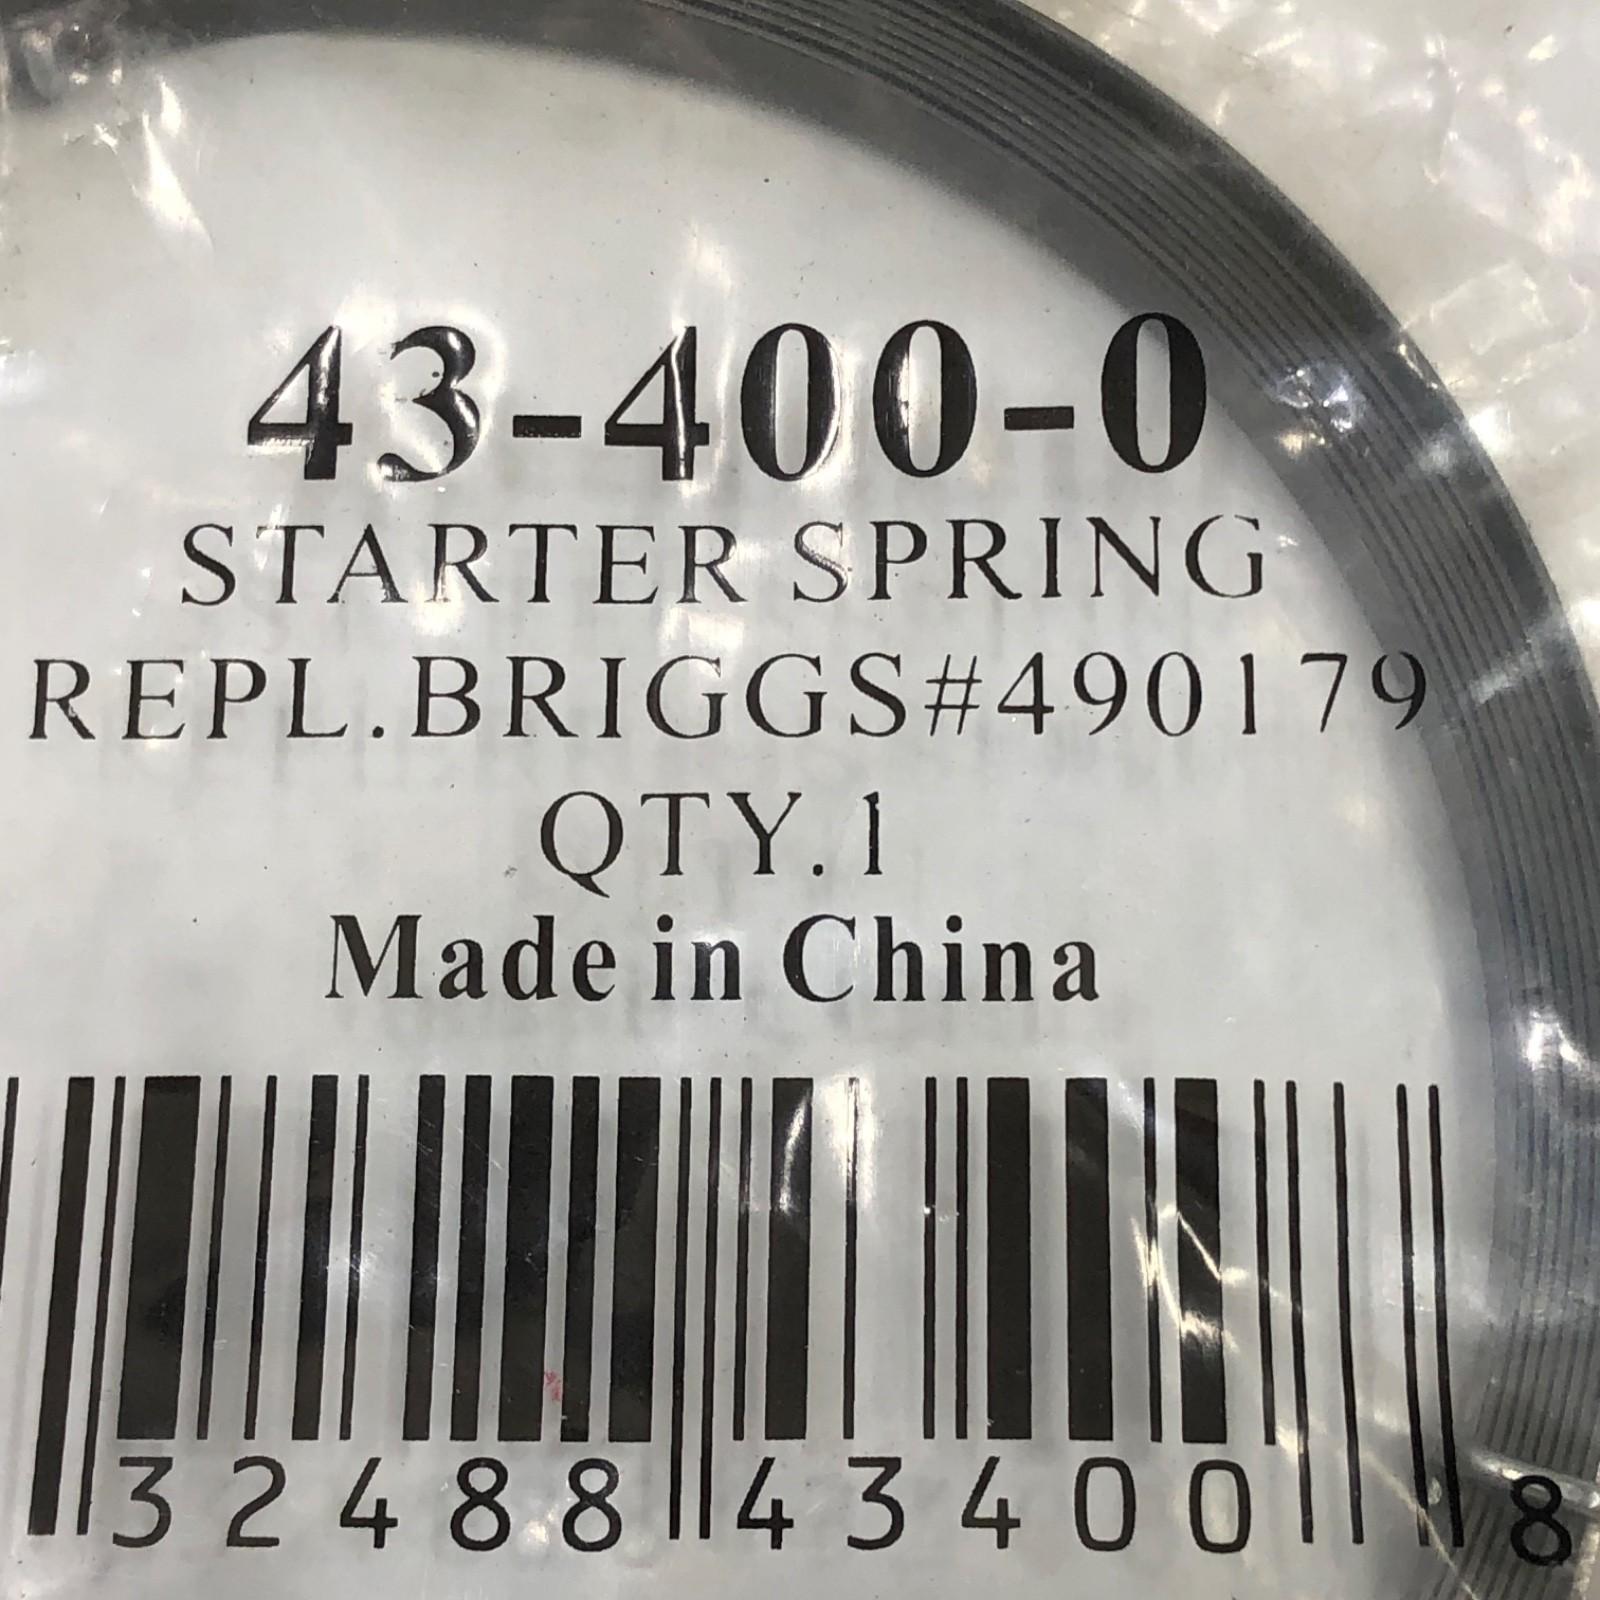 43-400-0
STARTER SPRING
REPL.BRIGGS#490179
QTY.1
Made in China
32488 43400 8